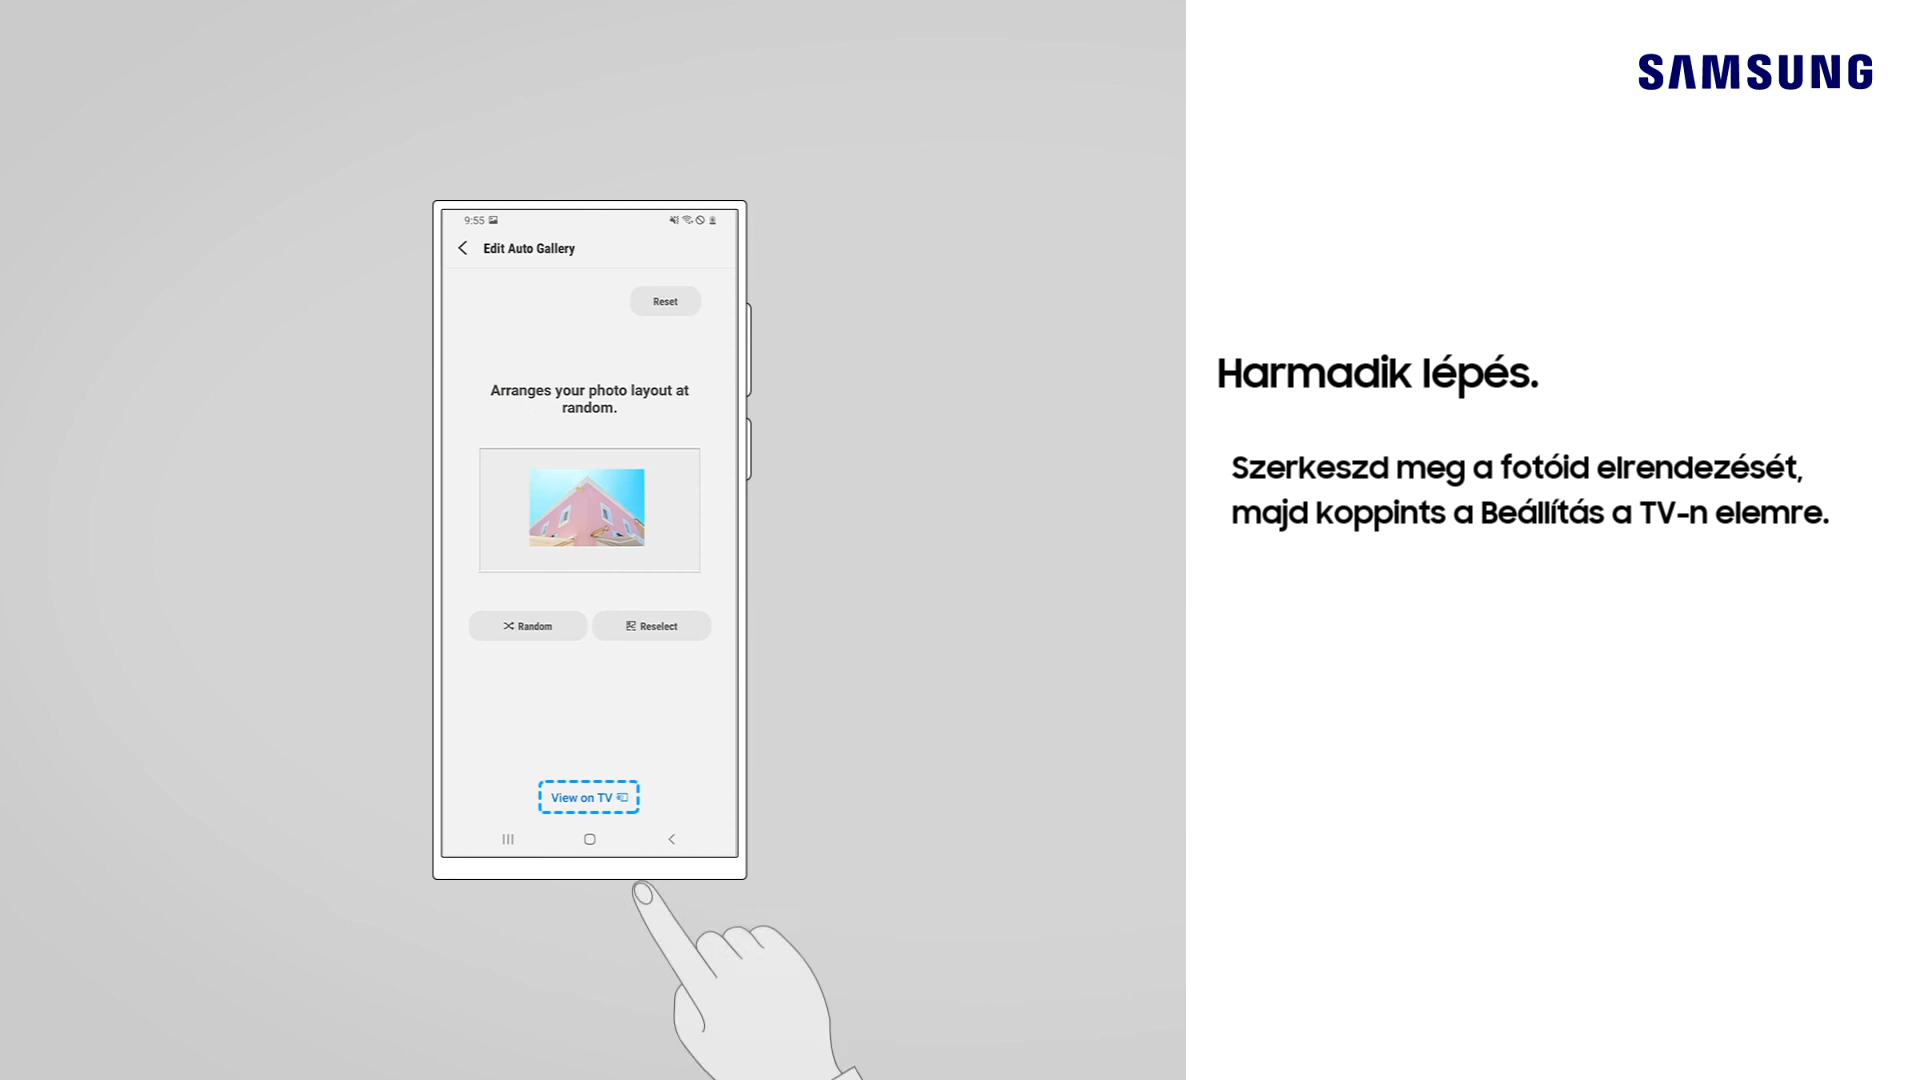 SAMSUNG
9:55
Edit Auto Gallery
Reset
Arranges your photo layout at
random.
Random
Reselect
View on TV
Harmadik lépés.
Szerkeszd meg a fotóid elrendezését,
majd koppints a Beállítás a TV-n elemre.